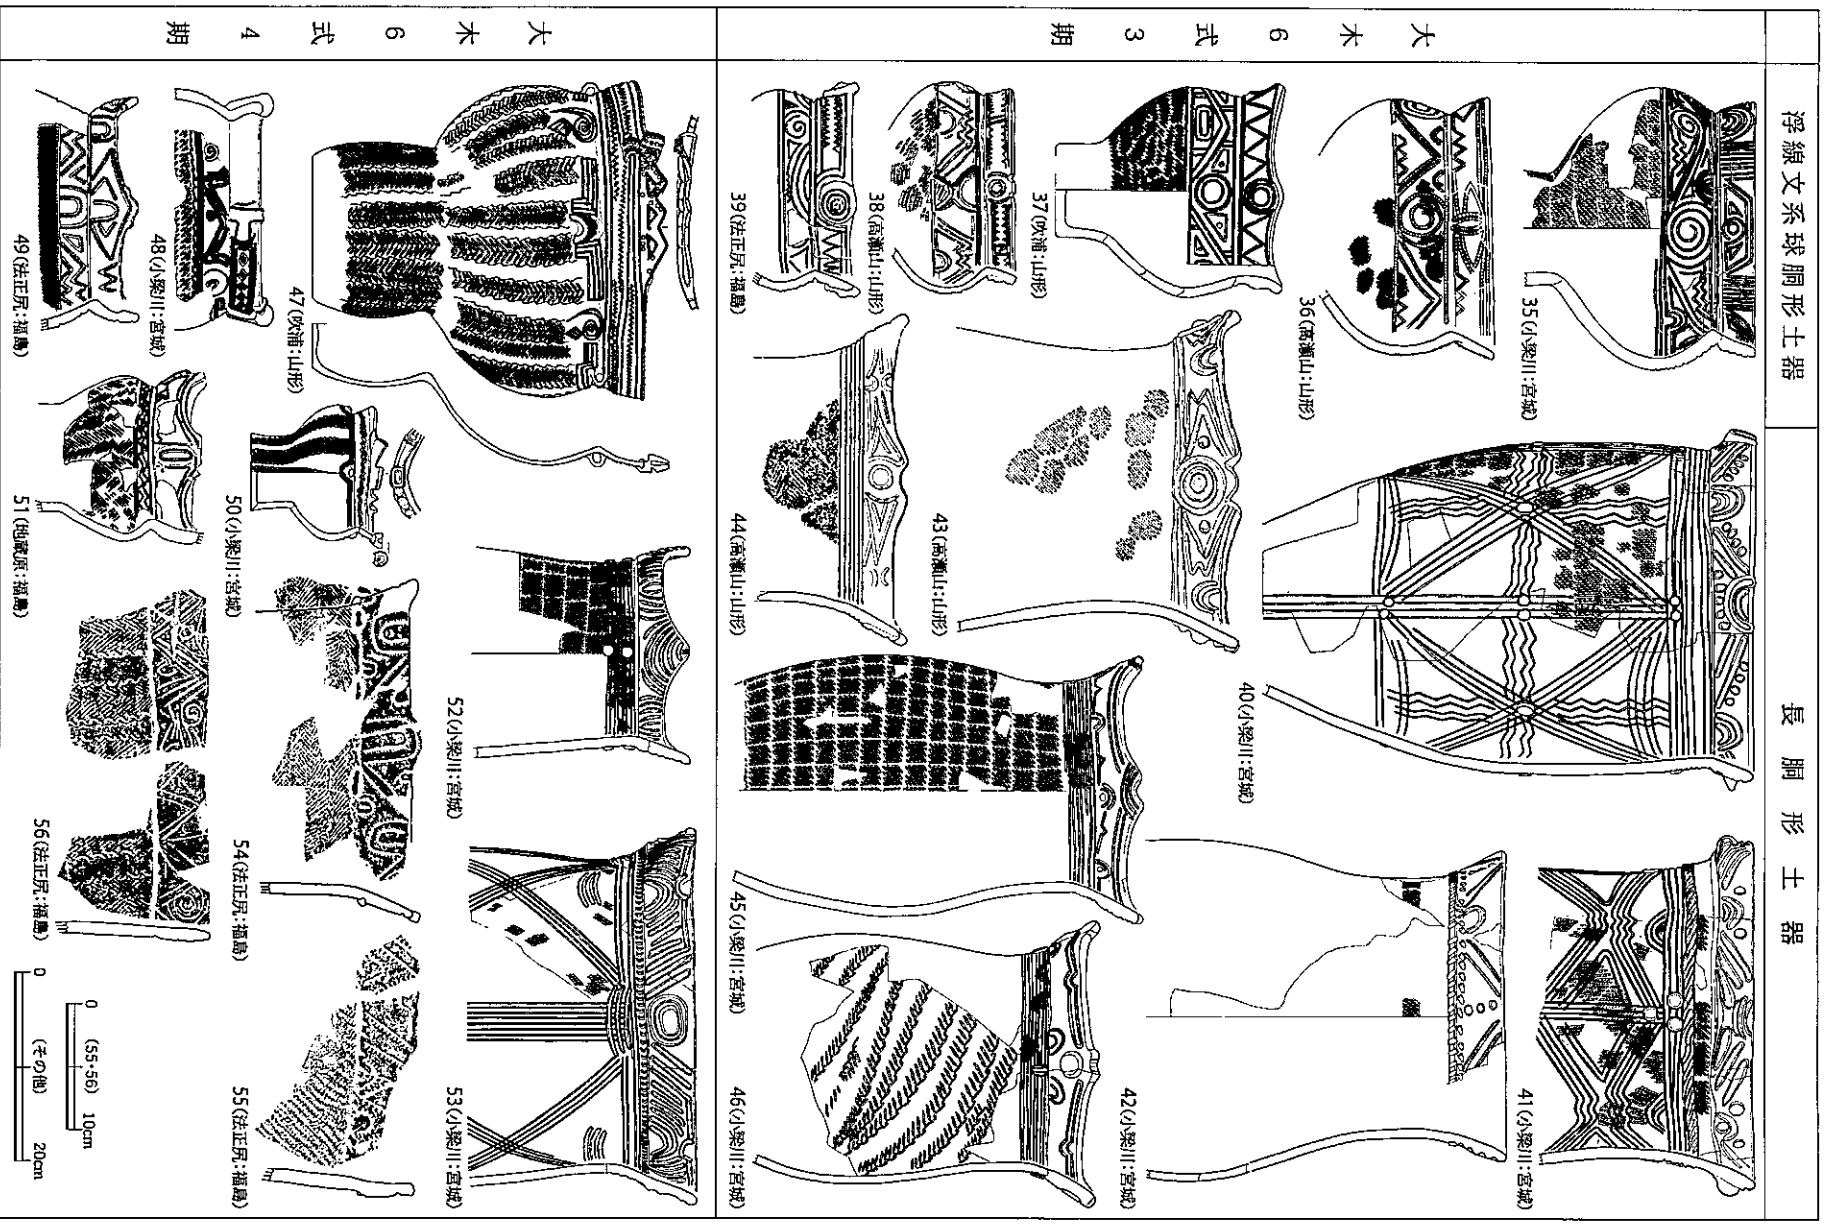 浮線文系球胴形土器
長胴形土器
大木6式3期
35(小梁川:宮城)
36(高瀬山:山形)
37(吹浦:山形)
38(高瀬山:山形)
39(法正尻:福島)
40(小梁川:宮城)
41(小梁川:宮城)
42(小梁川:宮城)
43(高瀬山:山形)
44(高瀬山:山形)
45(小梁川:宮城)
46(小梁川:宮城)
大木6式4期
47(吹浦:山形)
48(小梁川:宮城)
49(法正尻:福島)
50(小梁川:宮城)
51(地蔵原:福島)
52(小梁川:宮城)
53(小梁川:宮城)
54(法正尻:福島)
55(法正尻:福島)
56(法正尻:福島)
0 (55・56) 10cm
0 (その他) 20cm